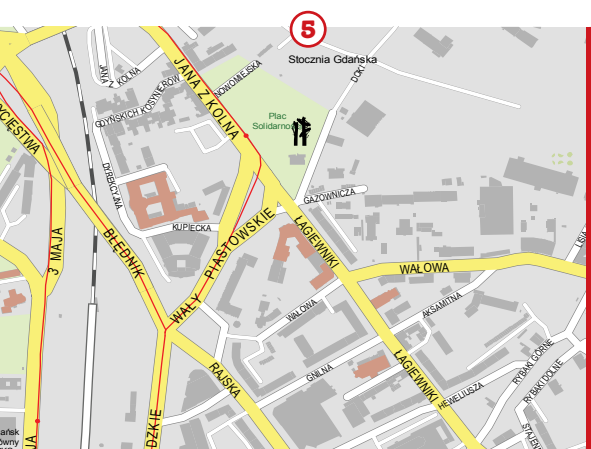 5
Stocznia Gdańska
JANA Z KOLNA
JANA Z KOLNA
NOWOMIEJSKA
DOKI
GDYŃSKICH KOSYNIERÓW
Plac
Solidarności
DYREKCYJNA
GAZOWNICZA
KUPIECKA
3 MAJA
BŁĘDNIK
WAŁY PIASTOWSKIE
ŁAGIEWNIKI
WAŁOWA
WAŁOWA
AKSAMITNA
GNILNA
RAJSKA
ŁAGIEWNIKI
HEWELIUSZA
RYBAKI GÓRNE
RYBAKI DOLNE